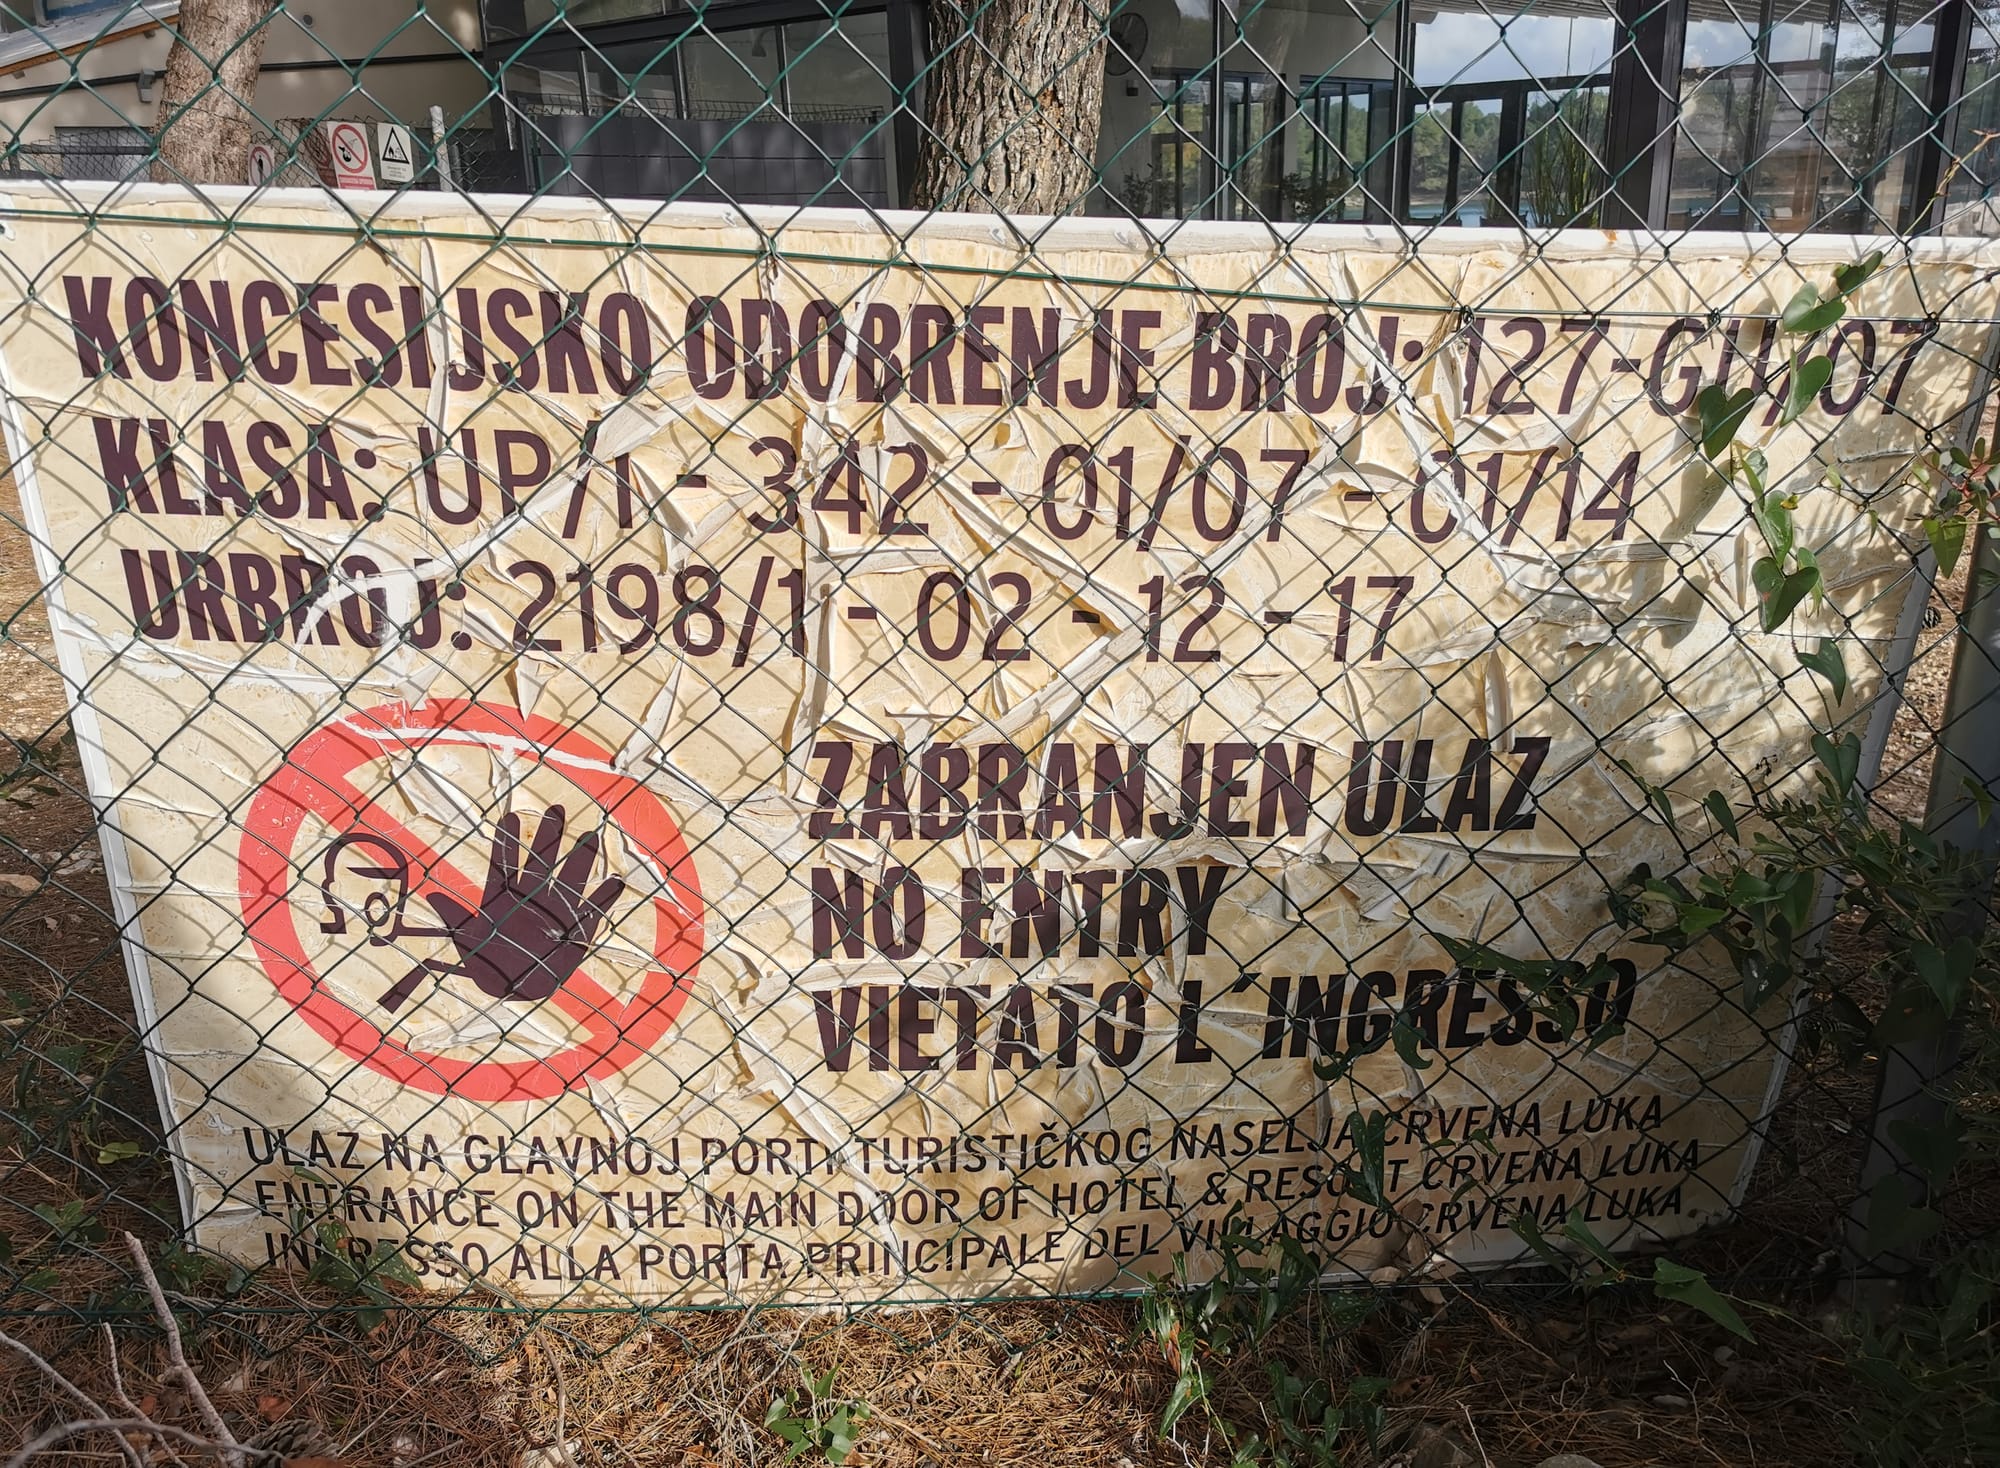 KONCESIJSKO ODOBRENJE BROJ: 127-GU/07
KLASA: UP/I - 342 - 01/07 - 01/14
URBROJ: 2198/1 - 02 - 12 - 17
ZABRANJEN ULAZ
NO ENTRY
VIETATO L´INGRESSO
ULAZ NA GLAVNOJ PORTI TURISTIČKOG NASELJA CRVENA LUKA
ENTRANCE ON THE MAIN DOOR OF HOTEL & RESORT CRVENA LUKA
INGRESSO ALLA PORTA PRINCIPALE DEL VILLAGGIO CRVENA LUKA